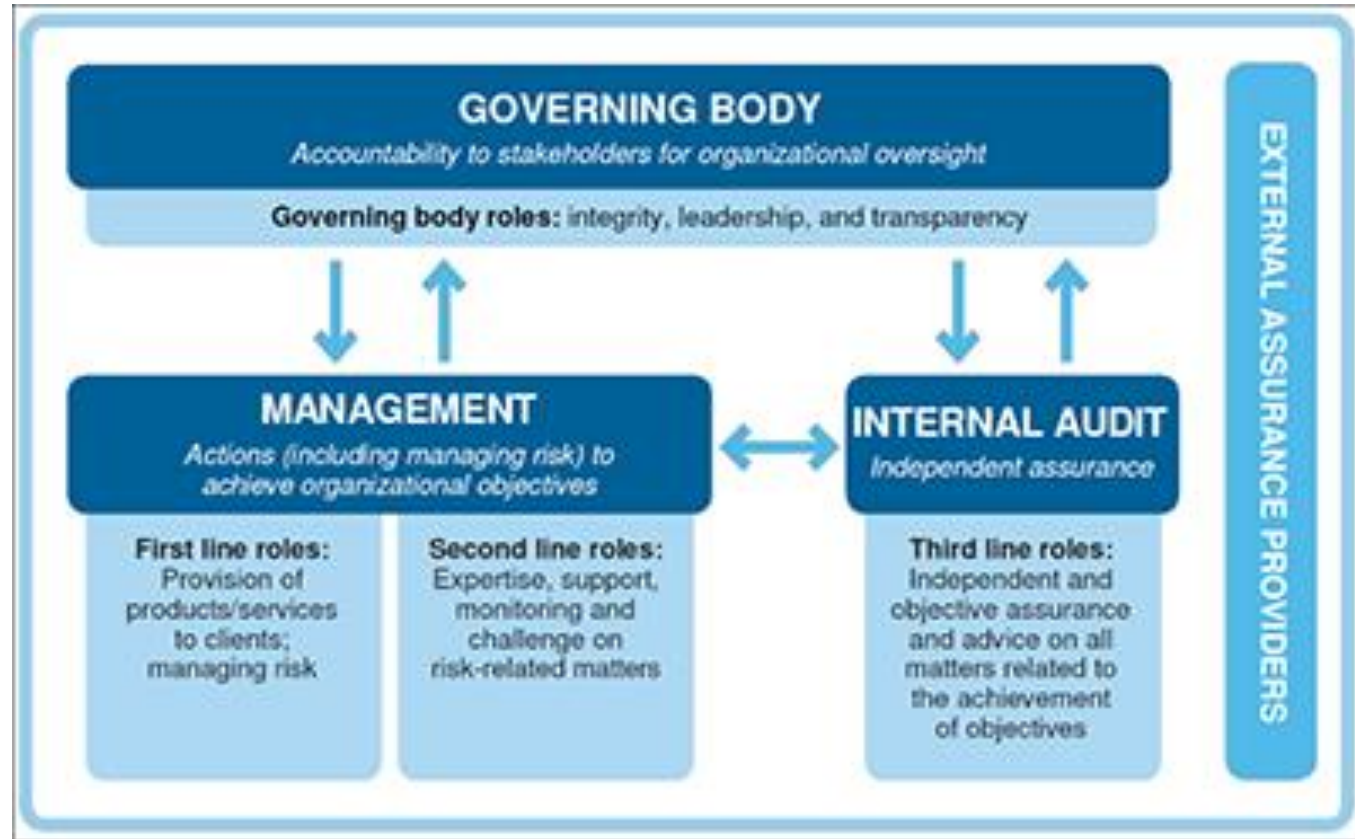 GOVERNING BODY
Accountability to stakeholders for organizational oversight
Governing body roles: integrity, leadership, and transparency
MANAGEMENT
Actions (including managing risk) to
achieve organizational objectives
First line roles:
Provision of
products/services
to clients;
managing risk
Second line roles:
Expertise, support,
monitoring and
challenge on
risk-related matters
INTERNAL AUDIT
Independent assurance
Third line roles:
Independent and
objective assurance
and advice on all
matters related to
the achievement
of objectives
EXTERNAL ASSURANCE PROVIDERS